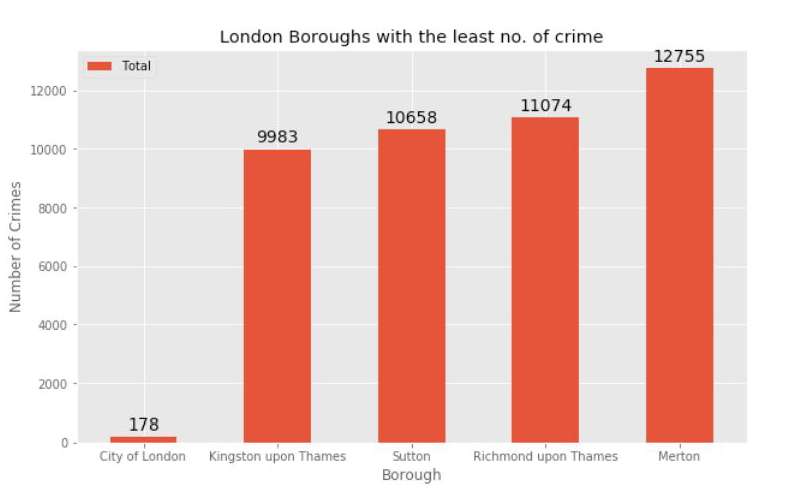 London Boroughs with the least no. of crime
Total
12755
11074
10658
9983
178
12000
10000
8000
6000
4000
2000
0
Number of Crimes
City of London Kingston upon Thames Sutton Richmond upon Thames Merton
Borough